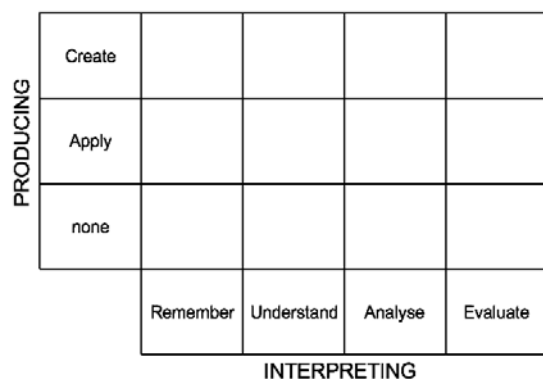 PRODUCING
Create
Apply
none
Remember
Understand
Analyse
Evaluate
INTERPRETING